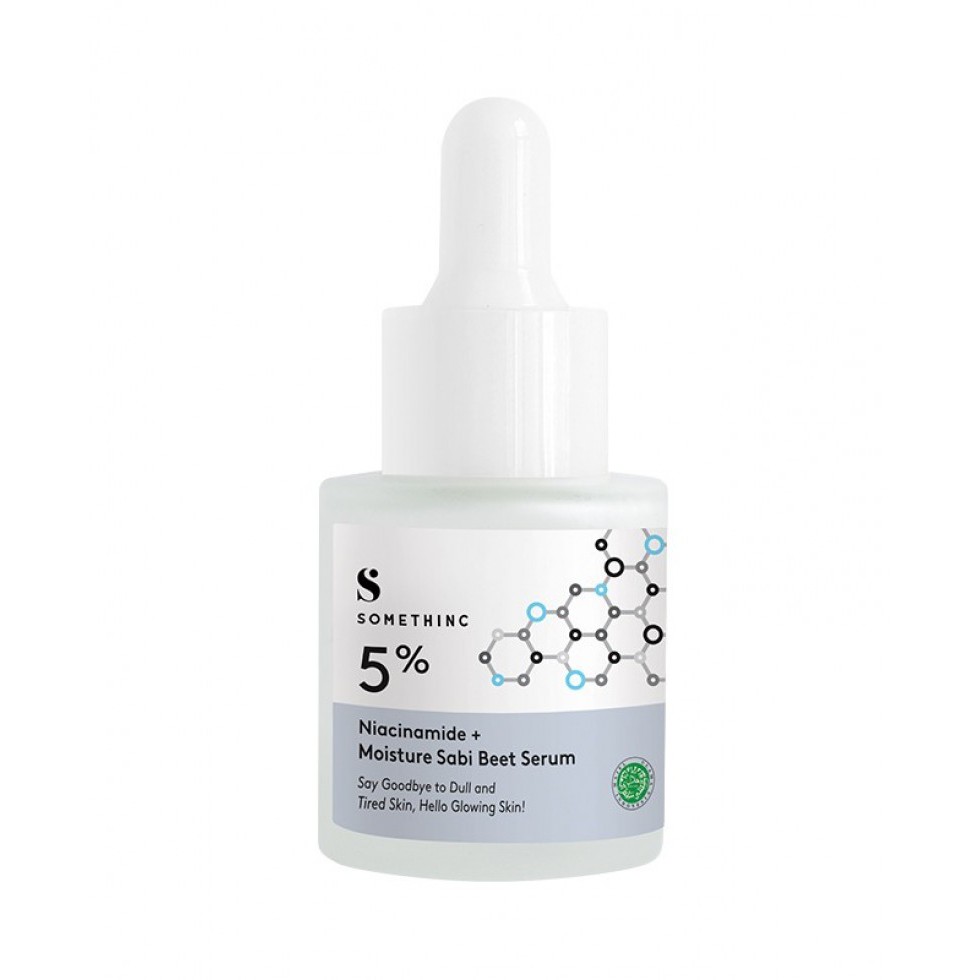 S
SOMETHINC
5%
Niacinamide +
Moisture Sabi Beet Serum
Say Goodbye to Dull and
Tired Skin, Hello Glowing Skin!